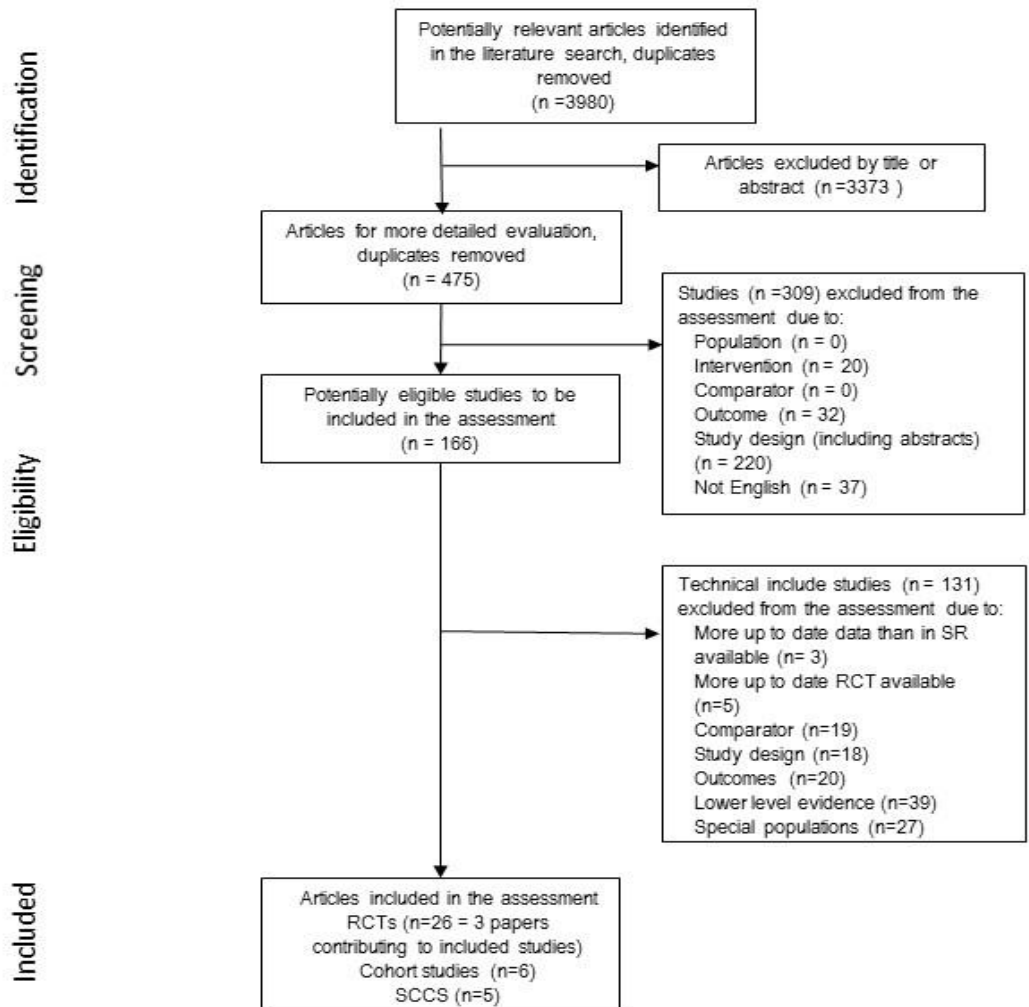 Identification
Potentially relevant articles identified
in the literature search, duplicates
removed
(n =3980)
Articles excluded by title or
abstract (n =3373 )
Articles for more detailed evaluation,
duplicates removed
(n = 475)
Screening
Studies (n =309) excluded from the
assessment due to:
Population (n = 0)
Intervention (n = 20)
Comparator (n = 0)
Outcome (n = 32)
Study design (including abstracts)
(n = 220)
Not English (n = 37)
Potentially eligible studies to be
included in the assessment
(n = 166)
Eligibility
Technical include studies (n = 131)
excluded from the assessment due to:
More up to date data than in SR
available (n= 3)
More up to date RCT available
(n=5)
Comparator (n=19)
Study design (n=18)
Outcomes (n=20)
Lower level evidence (n=39)
Special populations (n=27)
Included
Articles included in the assessment
RCTs (n=26 = 3 papers
contributing to included studies)
Cohort studies (n=6)
SCCS (n=5)